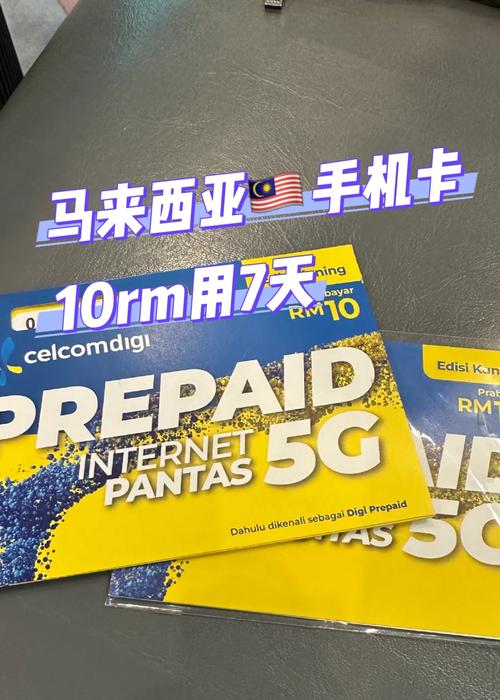 马来西亚🇲🇾手机卡
10rm用7天
RM10
celcomdigi
PREPAID
INTERNET
PANTAS 5G
Dahulu dikenali sebagai Digi Prepaid
Edisi
RM
5G